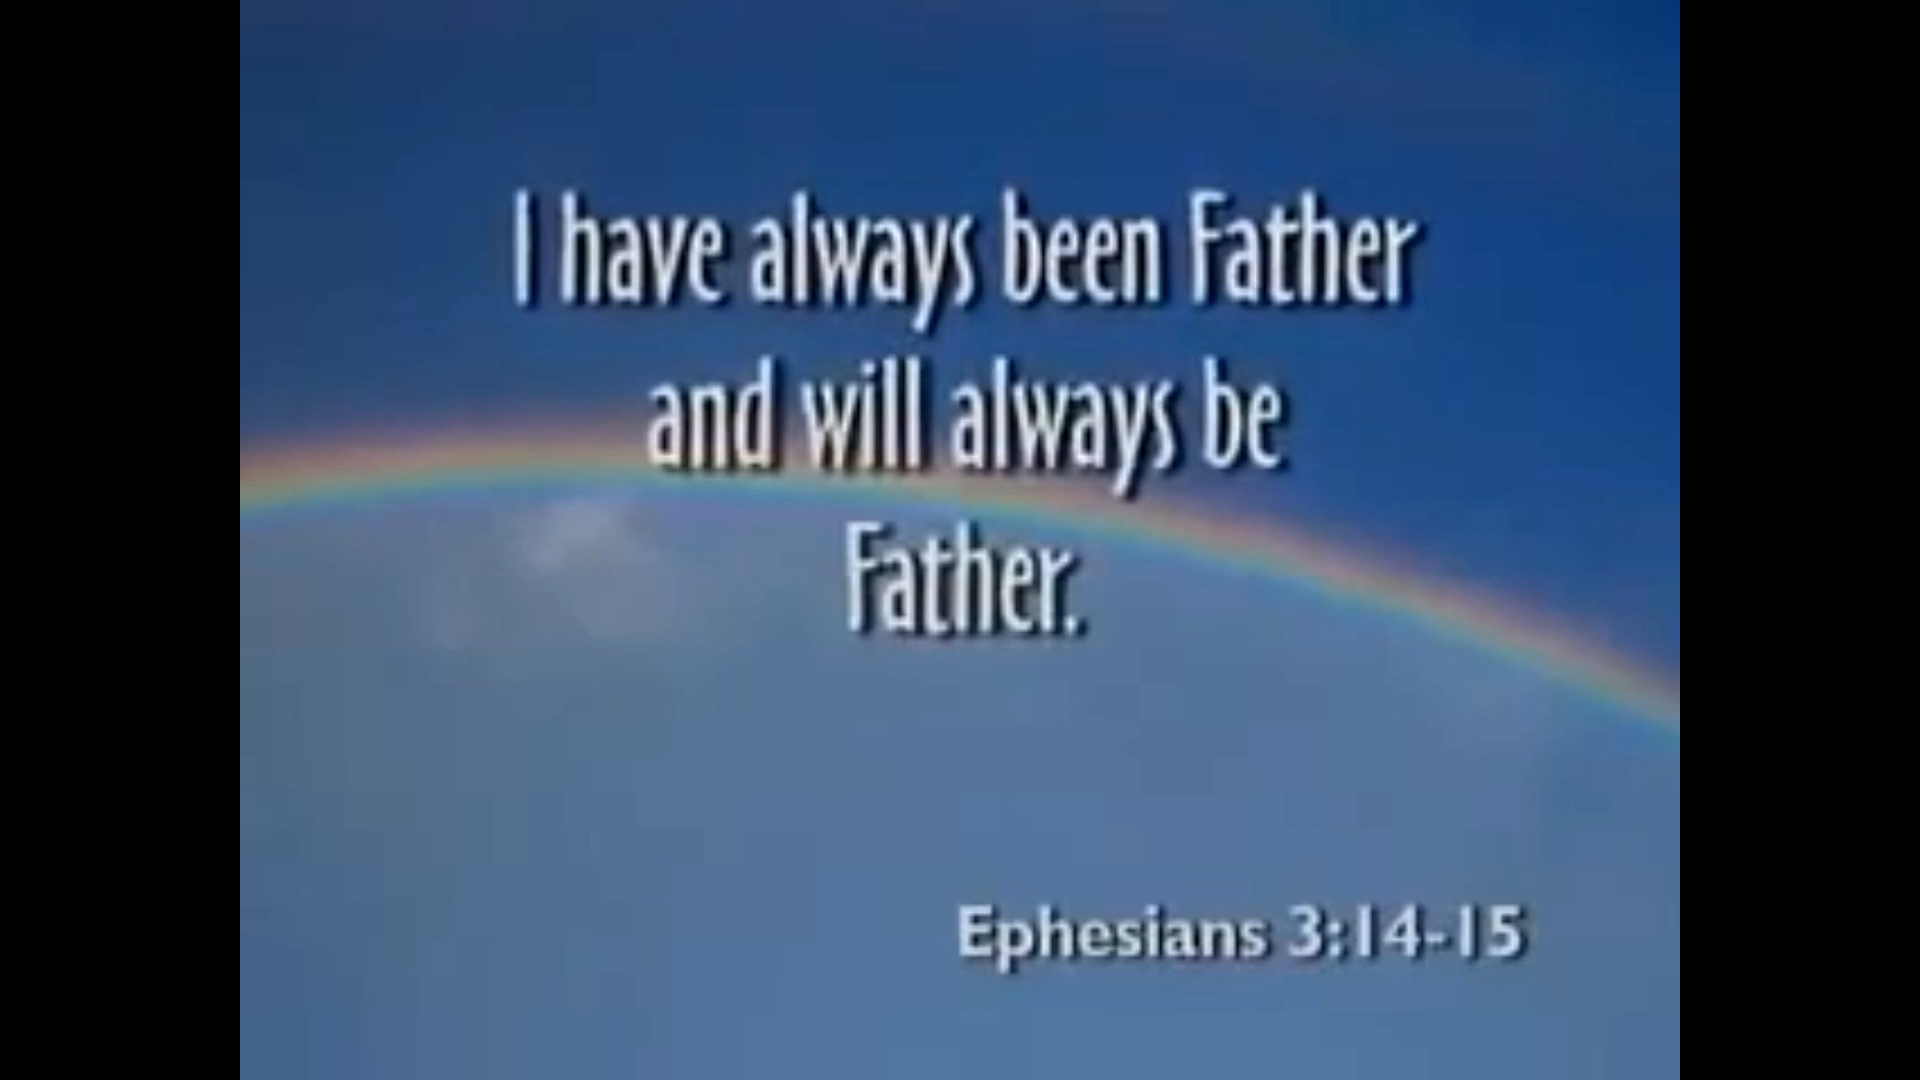 I have always been Father
and will always be
Father.
Ephesians 3:14-15